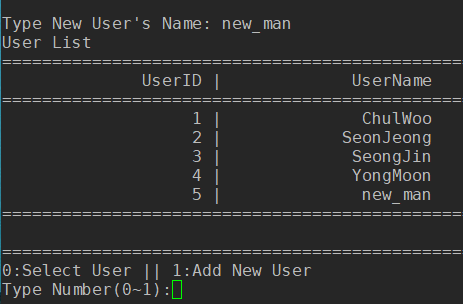 Type New User's Name: new_man
User List
==============================================
UserID | UserName
==============================================
1 | ChulWoo
2 | SeonJeong
3 | SeongJin
4 | YongMoon
5 | new_man
==============================================
==============================================
0:Select User || 1:Add New User
Type Number(0~1):